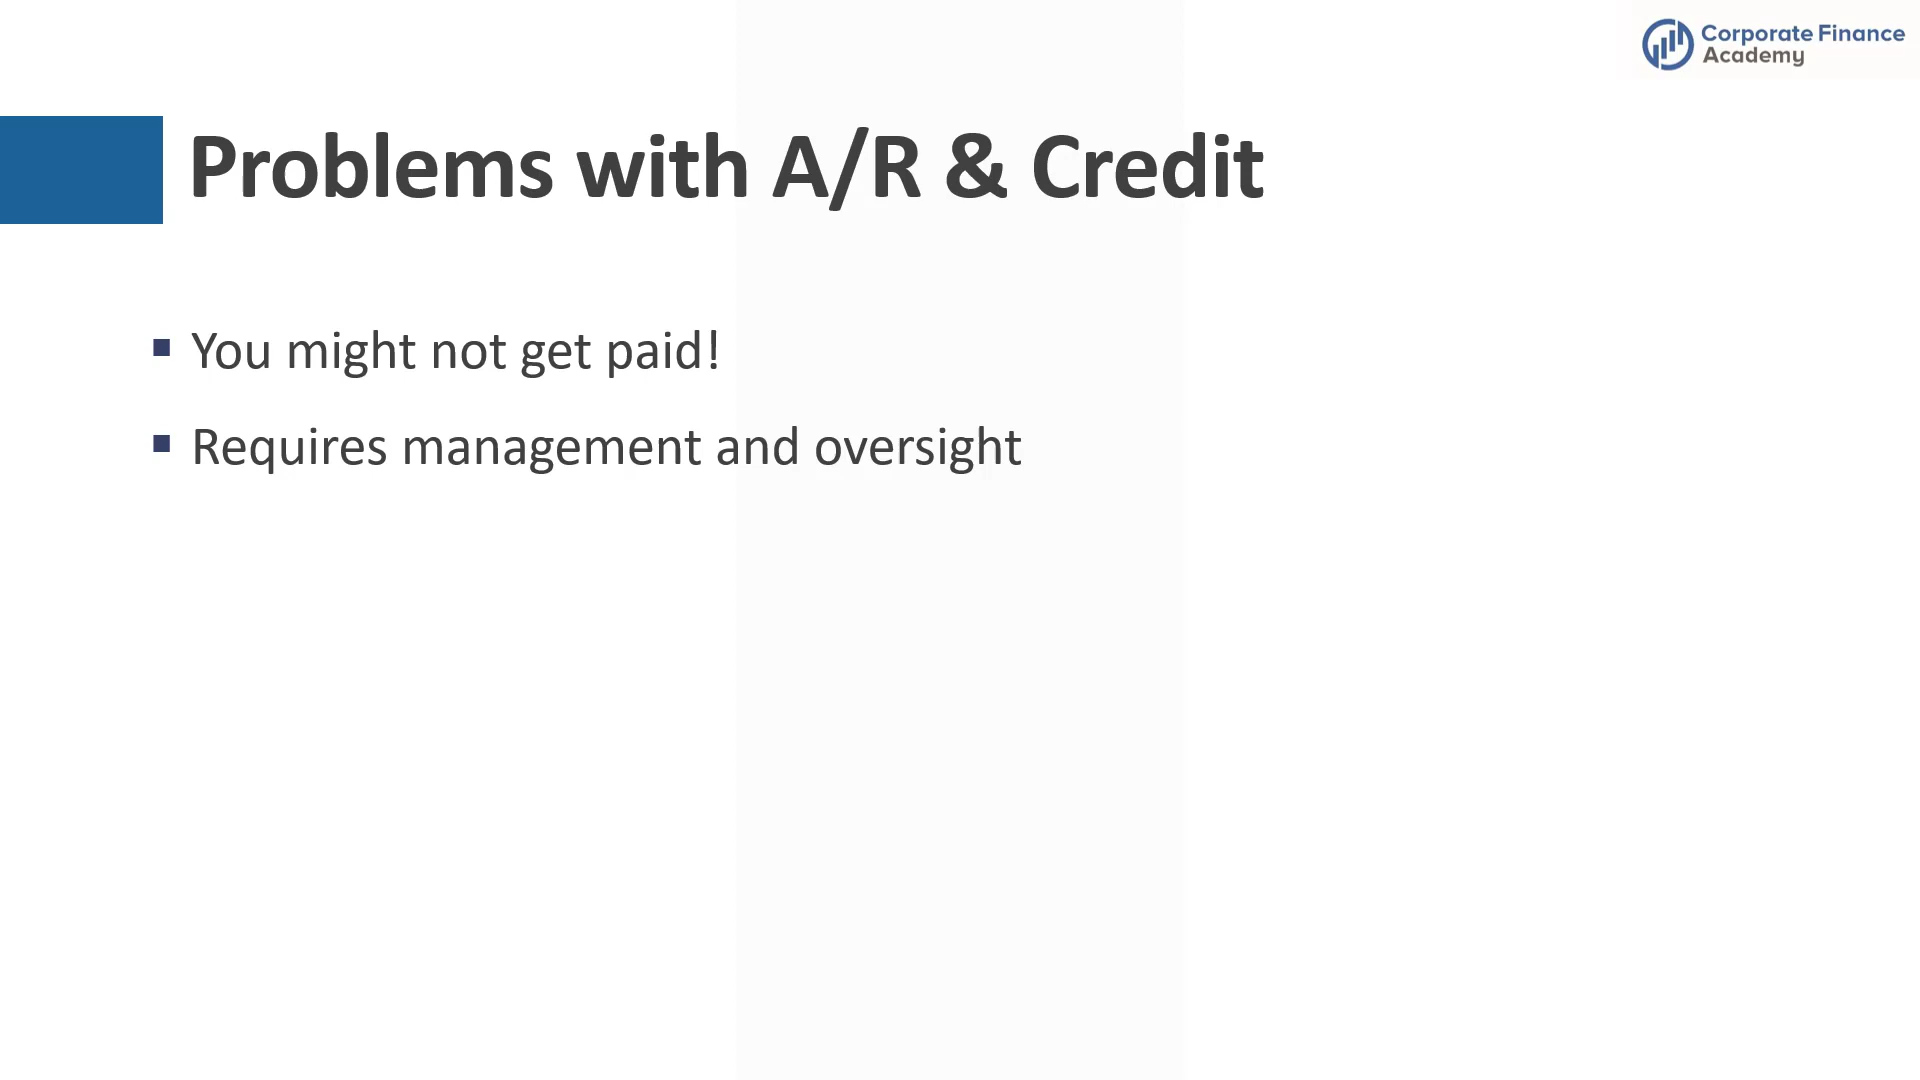 Corporate Finance
Academy
Problems with A/R & Credit
▪ You might not get paid!
▪ Requires management and oversight